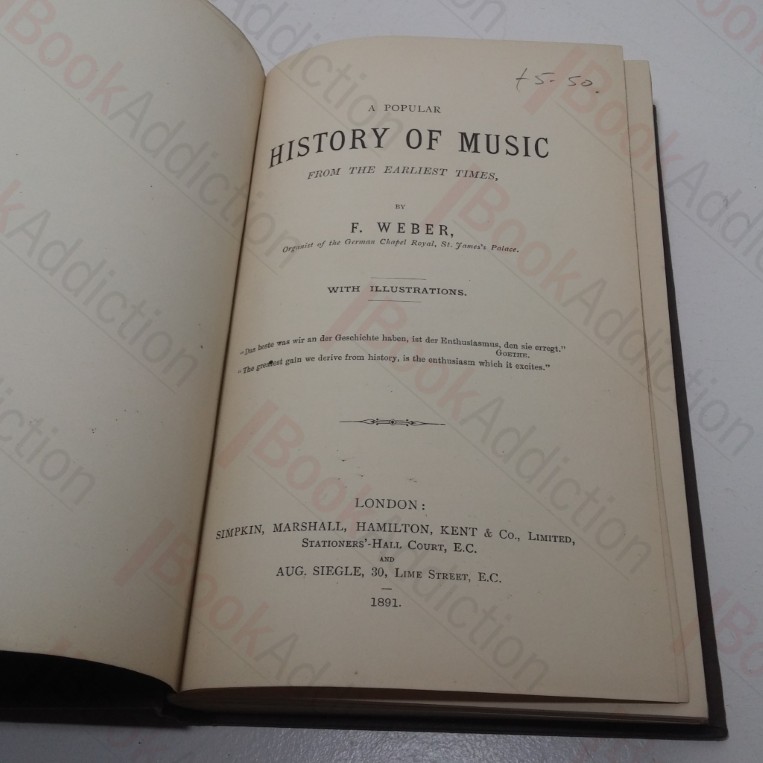 £5-50.
A POPULAR
HISTORY OF MUSIC
FROM THE EARLIEST TIMES,
BY
F. WEBER,
Organist of the German Chapel Royal, St. James's Palace.
WITH ILLUSTRATIONS.
"Das beste was wir an der Geschichte haben, ist der Enthusiasmus, den sie erregt."
GOETHE.
"The greatest gain we derive from history, is the enthusiasm which it excites."
LONDON:
SIMPKIN, MARSHALL, HAMILTON, KENT & Co., LIMITED,
STATIONERS'-HALL COURT, E.C.
AND
AUG. SIEGLE, 30, LIME STREET, E.C.
1891.
BookAddiction